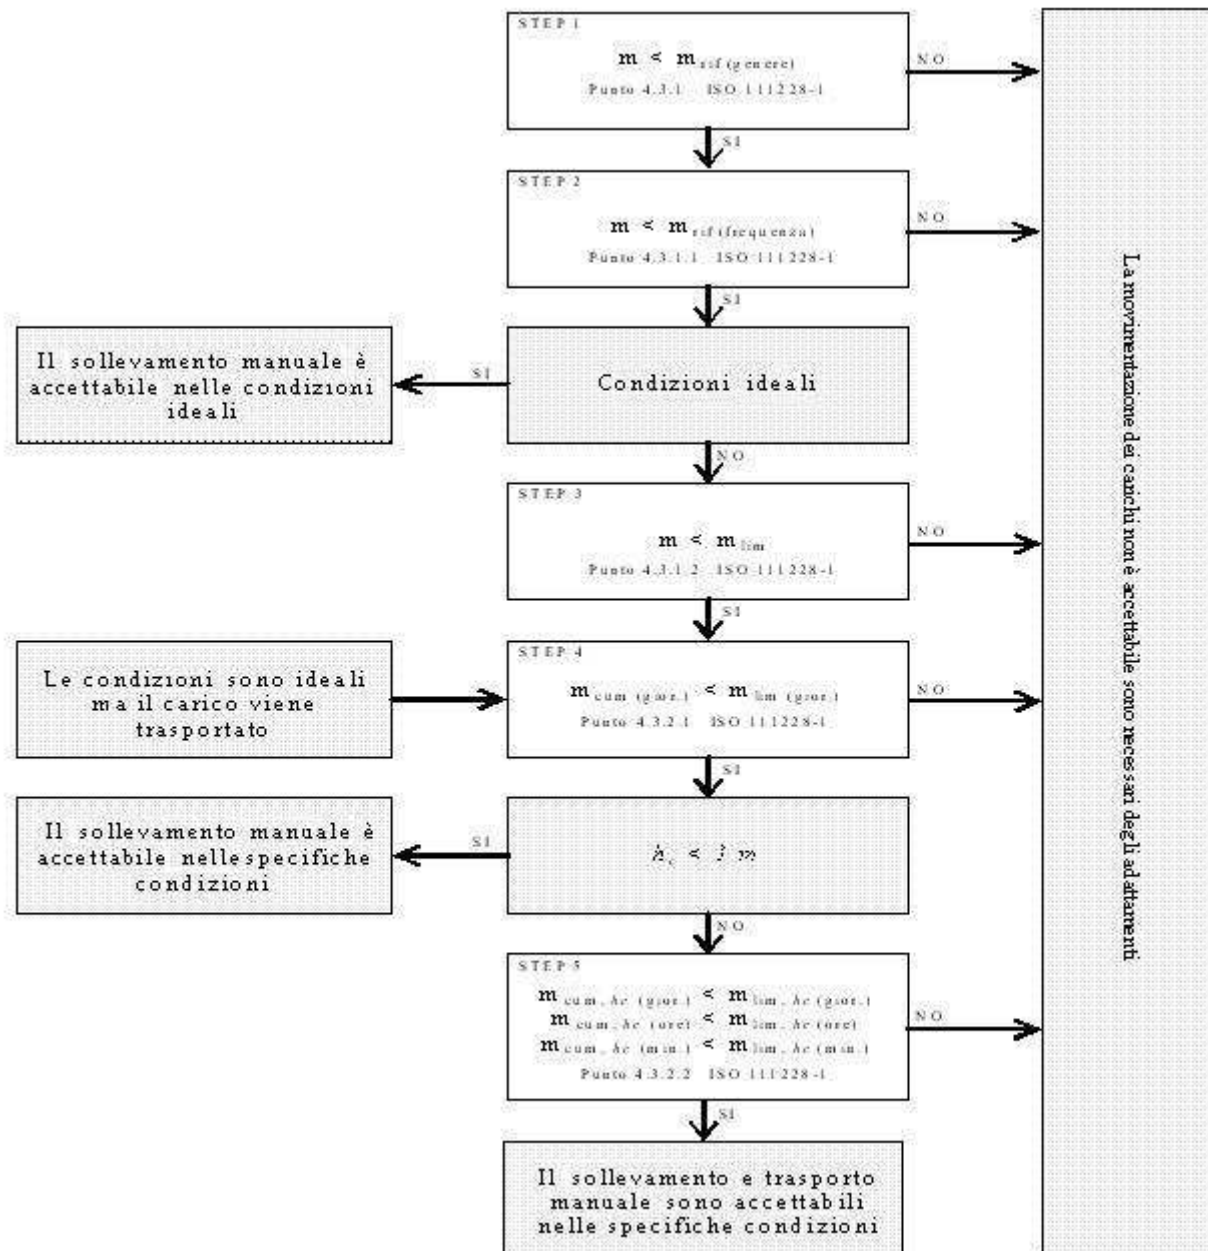 STEP 1
m < m rif (genere)
Punto 4.3.1 ISO 111228-1
NO
SI
STEP 2
m < m rif (frequenza)
Punto 4.3.1.1 ISO 111228-1
NO
SI
Il sollevamento manuale è
accettabile nelle condizioni
ideali
SI
Condizioni ideali
NO
STEP 3
m < m lim
Punto 4.3.1.2 ISO 111228-1
NO
SI
Le condizioni sono ideali
ma il carico viene
trasportato
STEP 4
m cum (gior.) < m lim (gior.)
Punto 4.3.2.1 ISO 111228-1
NO
SI
Il sollevamento manuale è
accettabile nelle specifiche
condizioni
SI
h c < 1 m
NO
STEP 5
m cum, hc (gior.) < m lim, hc (gior.)
m cum, hc (ore) < m lim, hc (ore)
m cum, hc (min.) < m lim, hc (min.)
Punto 4.3.2.2 ISO 111228-1
NO
SI
Il sollevamento e trasporto
manuale sono accettabili
nelle specifiche condizioni
La movimentazione dei carichi non è accettabile sono necessari degli adattamenti